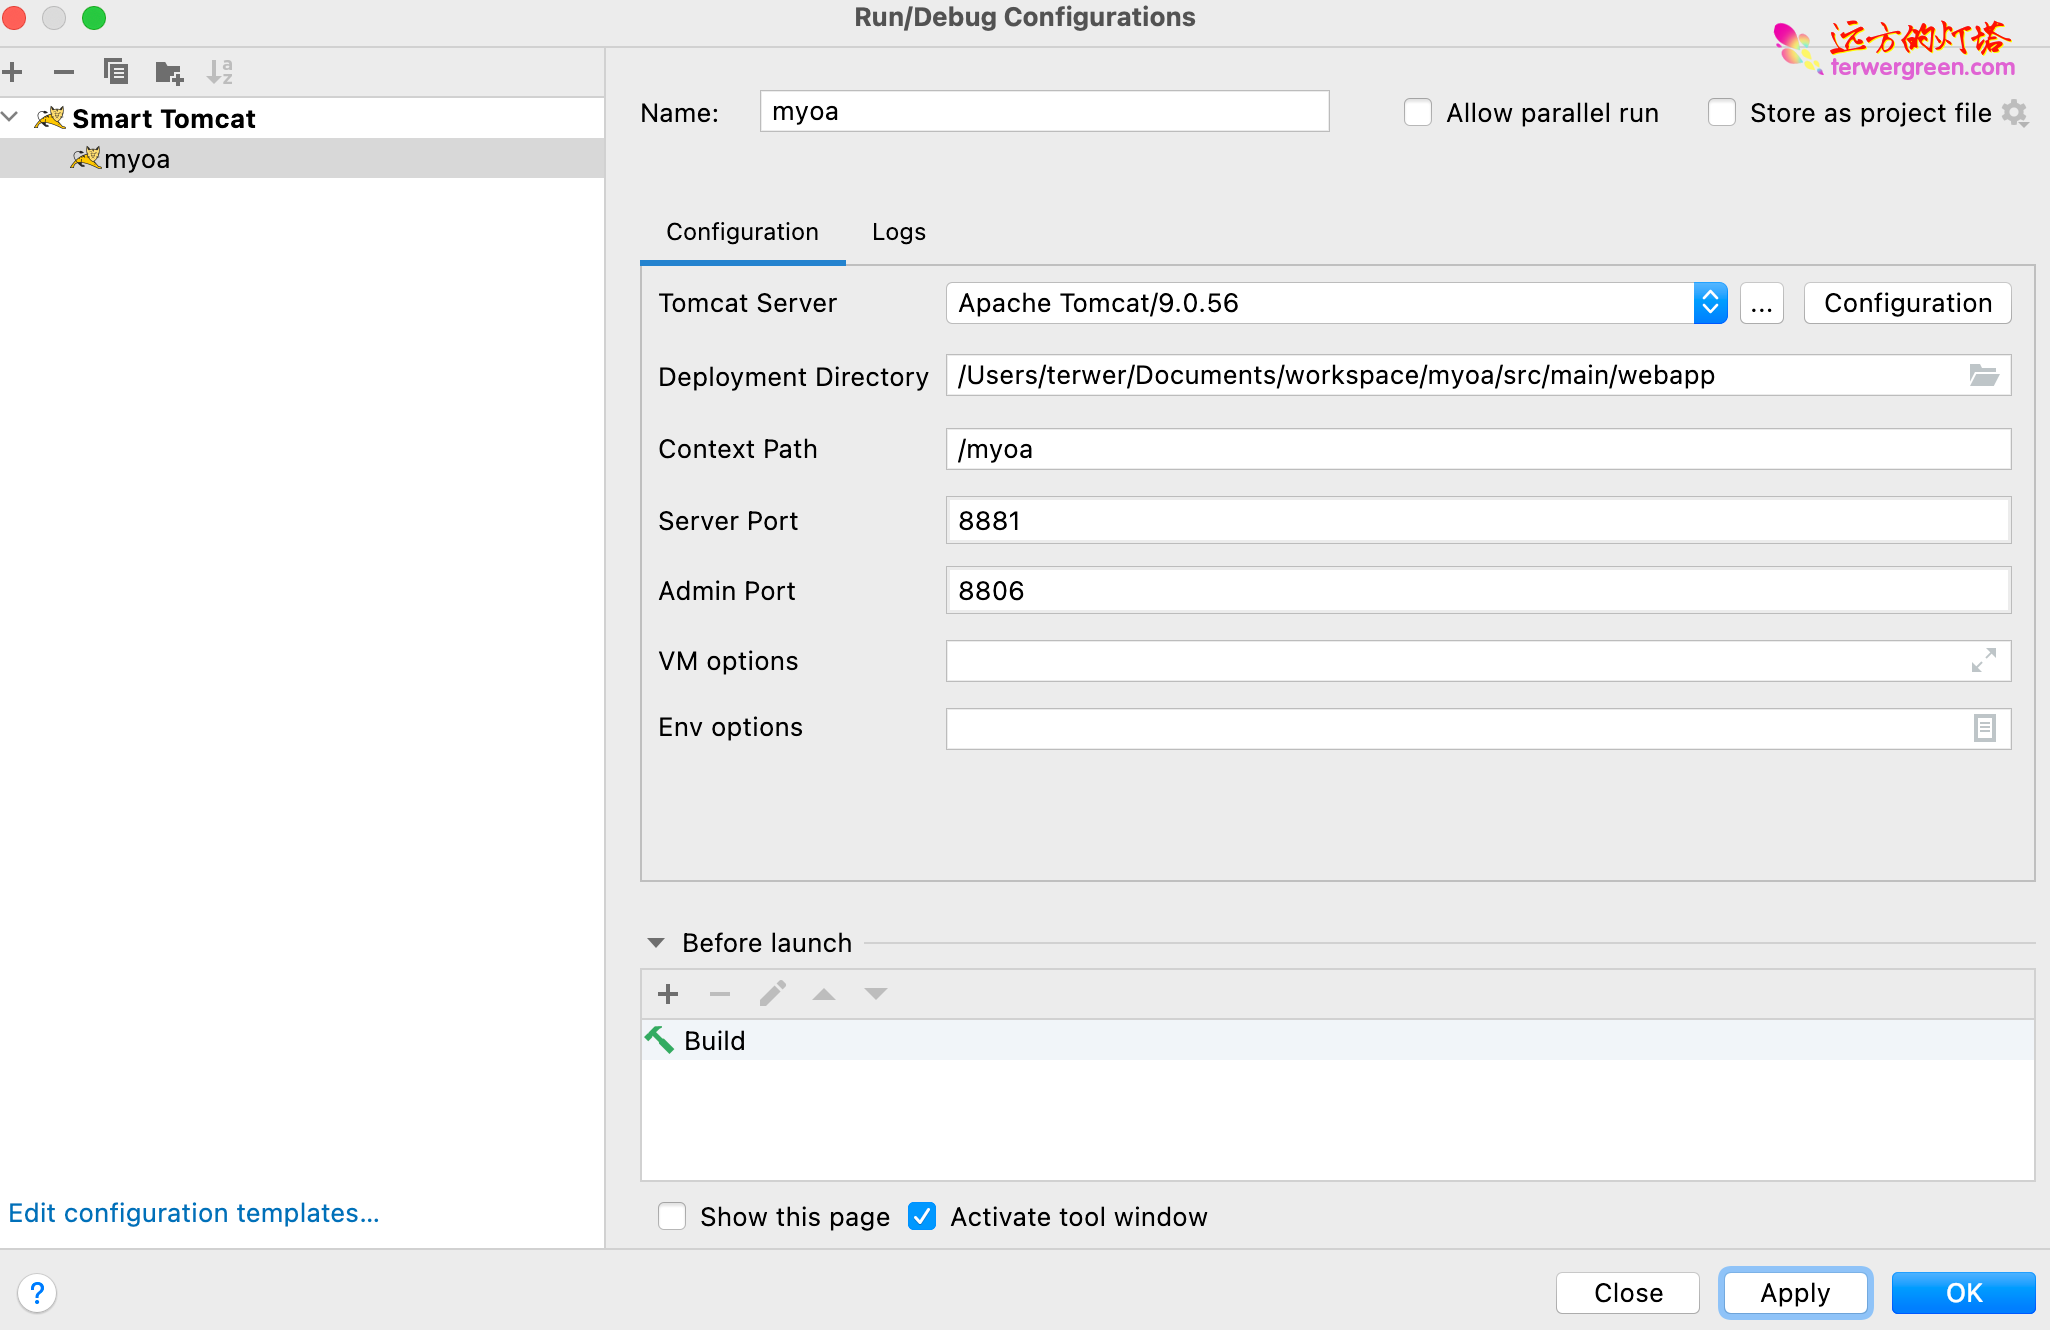 Run/Debug Configurations
远方的灯塔
terwergreen.com
Smart Tomcat
myoa
Name: myoa Allow parallel run Store as project file
Configuration Logs
Tomcat Server Apache Tomcat/9.0.56 ... Configuration
Deployment Directory /Users/terwer/Documents/workspace/myoa/src/main/webapp
Context Path /myoa
Server Port 8881
Admin Port 8806
VM options
Env options
Before launch
Build
Edit configuration templates...
Show this page Activate tool window
? Close Apply OK